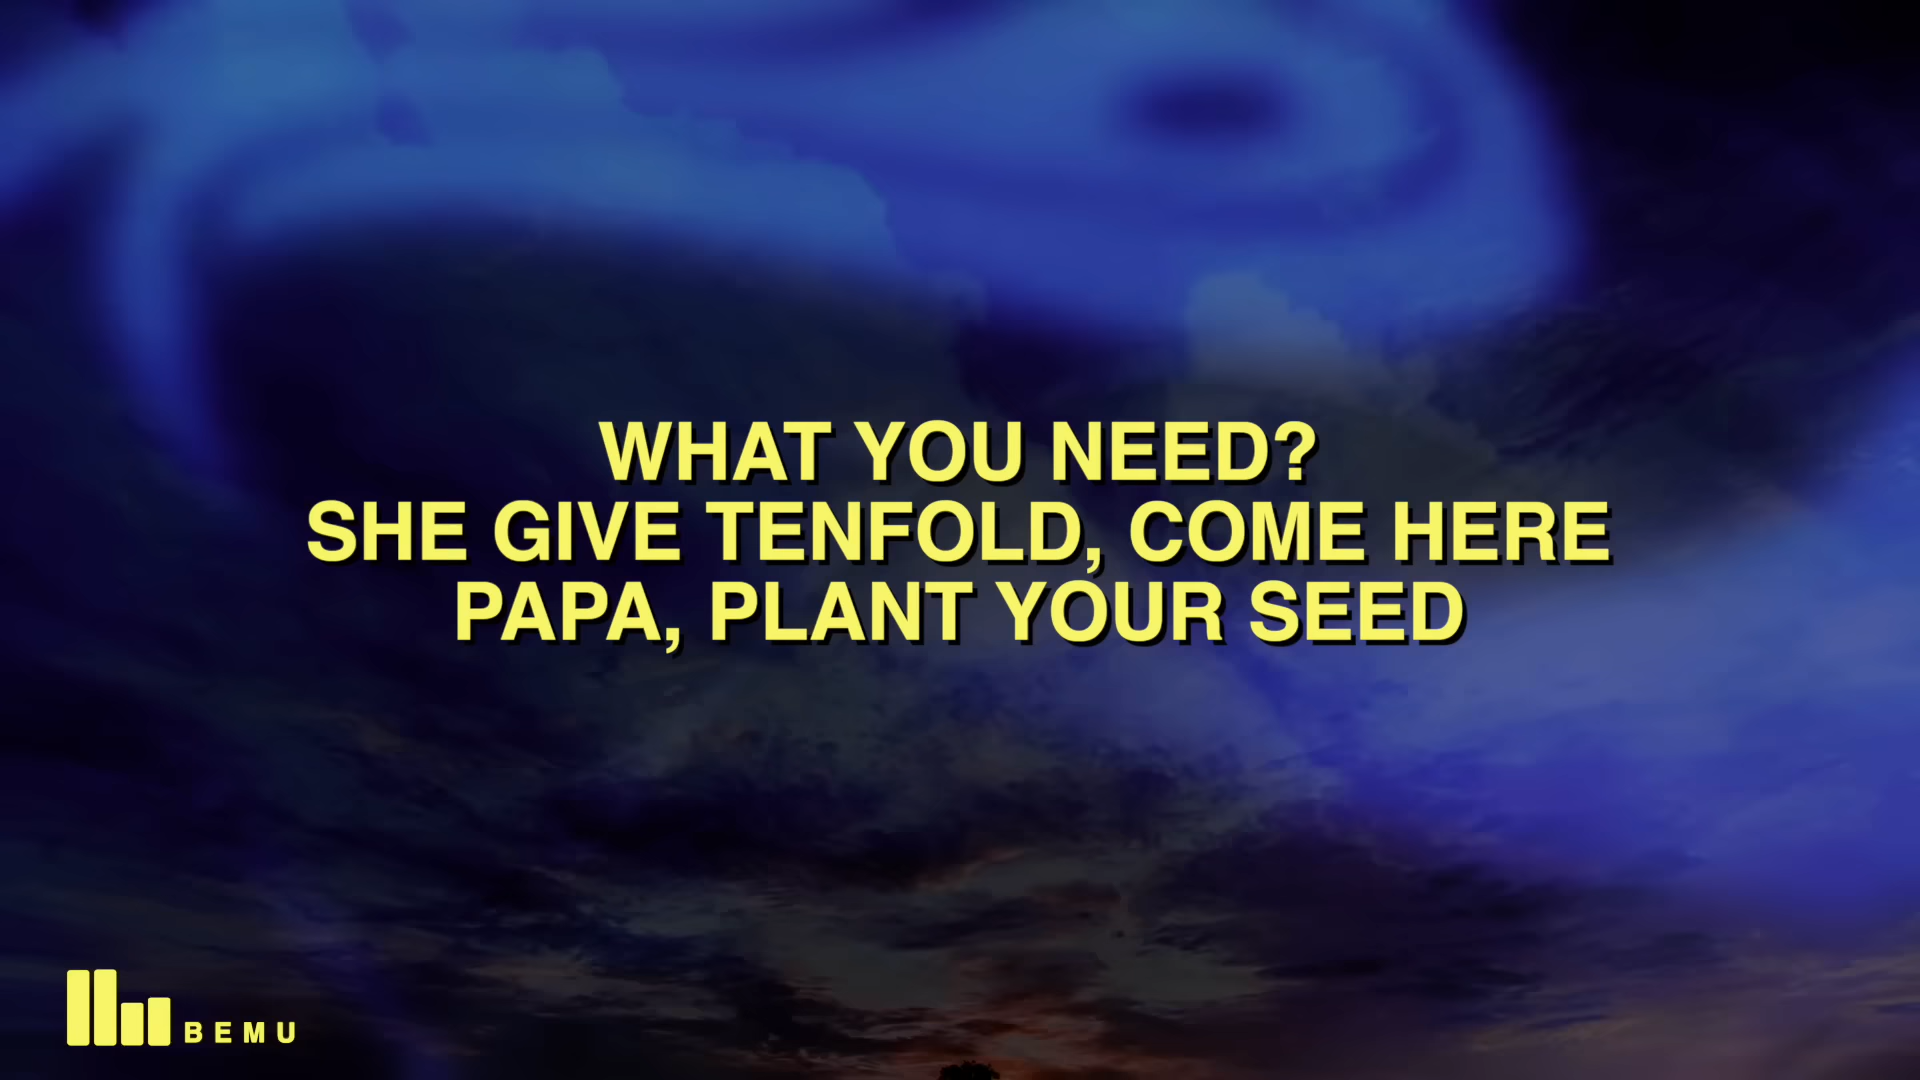 WHAT YOU NEED?
SHE GIVE TENFOLD, COME HERE
PAPA, PLANT YOUR SEED
BEMU